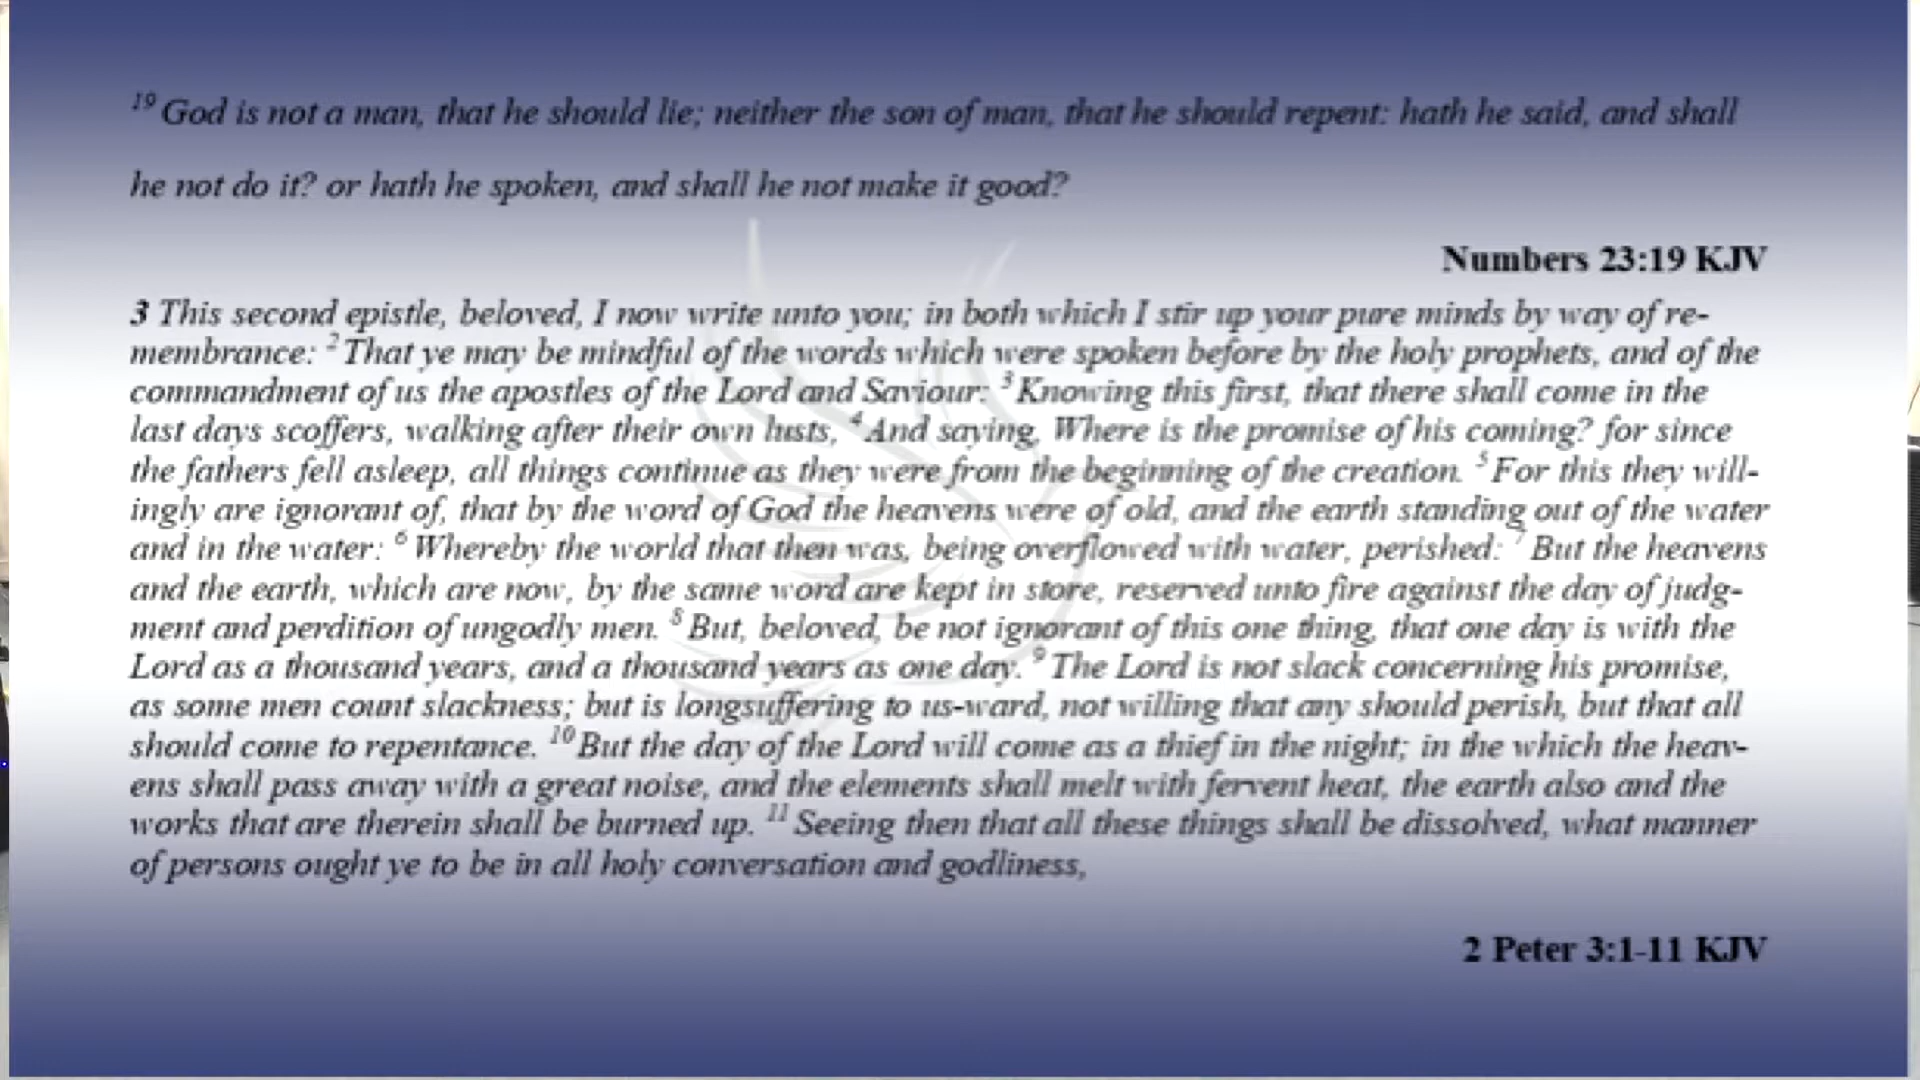 19 God is not a man, that he should lie; neither the son of man, that he should repent: hath he said, and shall
he not do it? or hath he spoken, and shall he not make it good?
Numbers 23:19 KJV
3 This second epistle, beloved, I now write unto you; in both which I stir up your pure minds by way of re-
membrance: 2 That ye may be mindful of the words which were spoken before by the holy prophets, and of the
commandment of us the apostles of the Lord and Saviour: 3 Knowing this first, that there shall come in the
last days scoffers, walking after their own lusts, 4 And saying, Where is the promise of his coming? for since
the fathers fell asleep, all things continue as they were from the beginning of the creation. 5 For this they will-
ingly are ignorant of, that by the word of God the heavens were of old, and the earth standing out of the water
and in the water: 6 Whereby the world that then was, being overflowed with water, perished: 7 But the heavens
and the earth, which are now, by the same word are kept in store, reserved unto fire against the day of judg-
ment and perdition of ungodly men. 8 But, beloved, be not ignorant of this one thing, that one day is with the
Lord as a thousand years, and a thousand years as one day. 9 The Lord is not slack concerning his promise,
as some men count slackness; but is longsuffering to us-ward, not willing that any should perish, but that all
should come to repentance. 10 But the day of the Lord will come as a thief in the night; in the which the heav-
ens shall pass away with a great noise, and the elements shall melt with fervent heat, the earth also and the
works that are therein shall be burned up. 11 Seeing then that all these things shall be dissolved, what manner
of persons ought ye to be in all holy conversation and godliness,
2 Peter 3:1-11 KJV